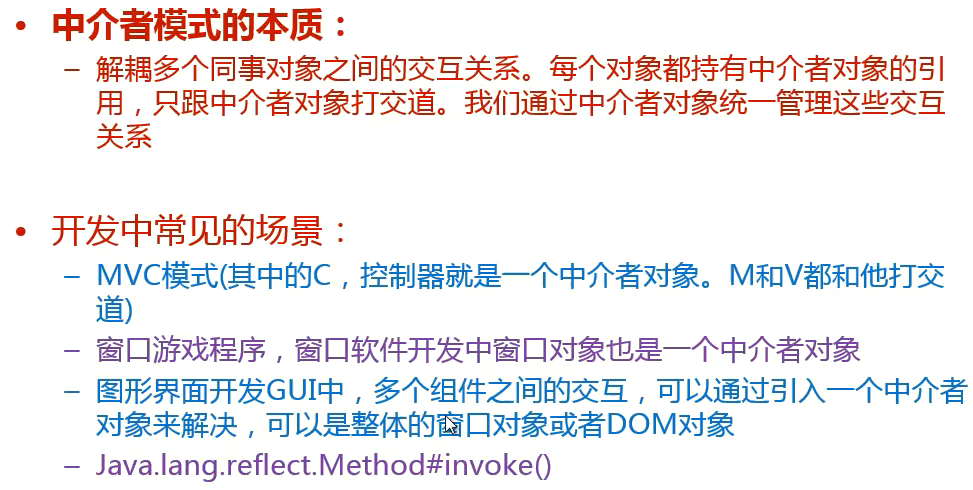 • 中介者模式的本质：
– 解耦多个同事对象之间的交互关系。每个对象都持有中介者对象的引
用，只跟中介者对象打交道。我们通过中介者对象统一管理这些交互
关系
• 开发中常见的场景：
– MVC模式(其中的C，控制器就是一个中介者对象。M和V都和他打交
道)
– 窗口游戏程序，窗口软件开发中窗口对象也是一个中介者对象
– 图形界面开发GUI中，多个组件之间的交互，可以通过引入一个中介者
对象来解决，可以是整体的窗口对象或者DOM对象
– Java.lang.reflect.Method#invoke()